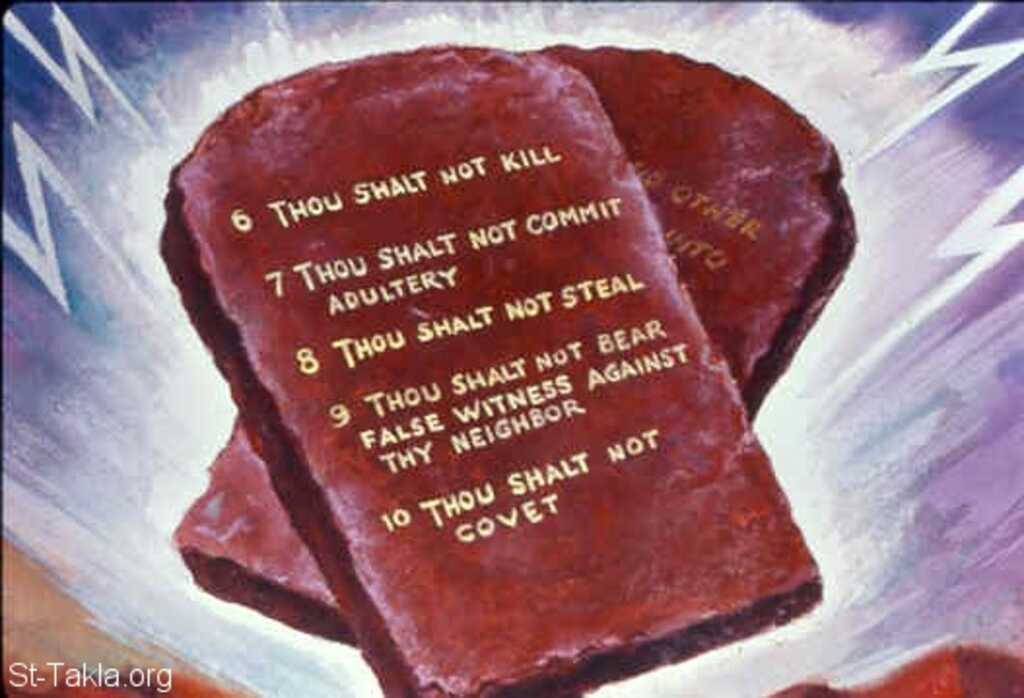 6 THOU SHALT NOT KILL
7 THOU SHALT NOT COMMIT
ADULTERY
8 THOU SHALT NOT STEAL
9 THOU SHALT NOT BEAR
FALSE WITNESS AGAINST
THY NEIGHBOR
10 THOU SHALT NOT
COVET
OTHER
St-Takla.org